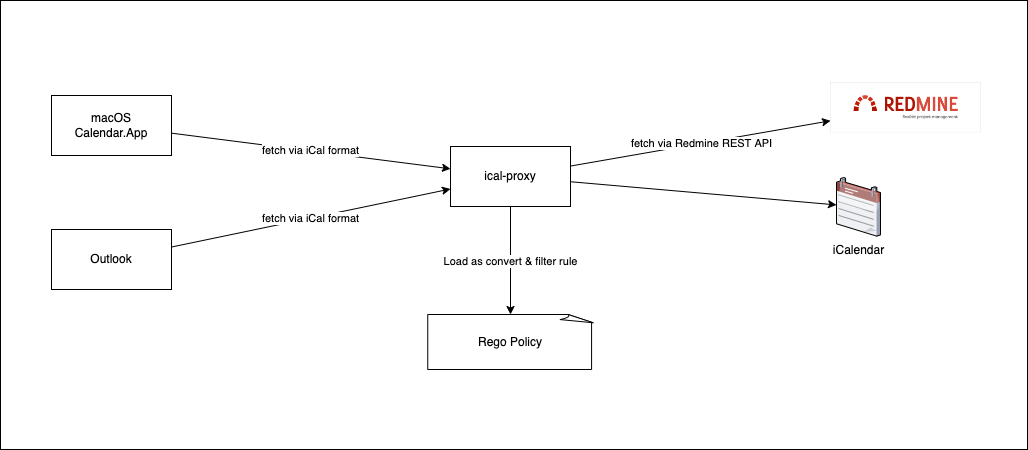 macOS
Calendar.App
fetch via iCal format
REDMINE
flexible project management
fetch via Redmine REST API
ical-proxy
fetch via iCal format
iCalendar
Outlook
Load as convert & filter rule
Rego Policy